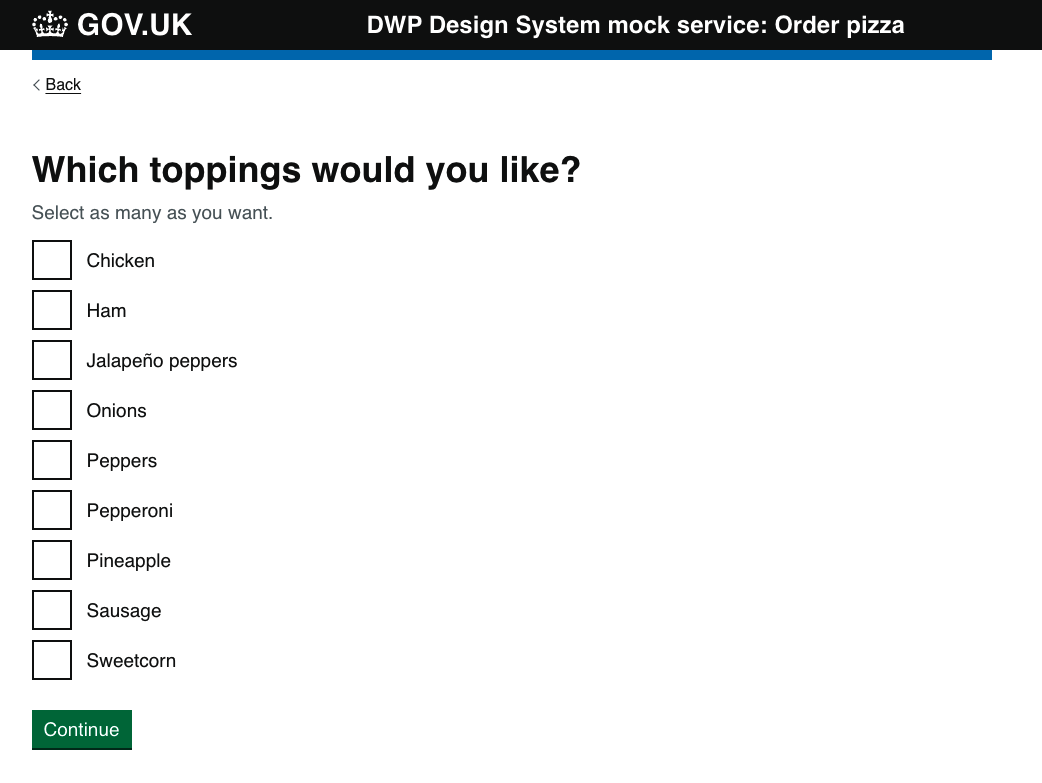 GOV.UK DWP Design System mock service: Order pizza
Back
Which toppings would you like?
Select as many as you want.
Chicken
Ham
Jalapeño peppers
Onions
Peppers
Pepperoni
Pineapple
Sausage
Sweetcorn
Continue